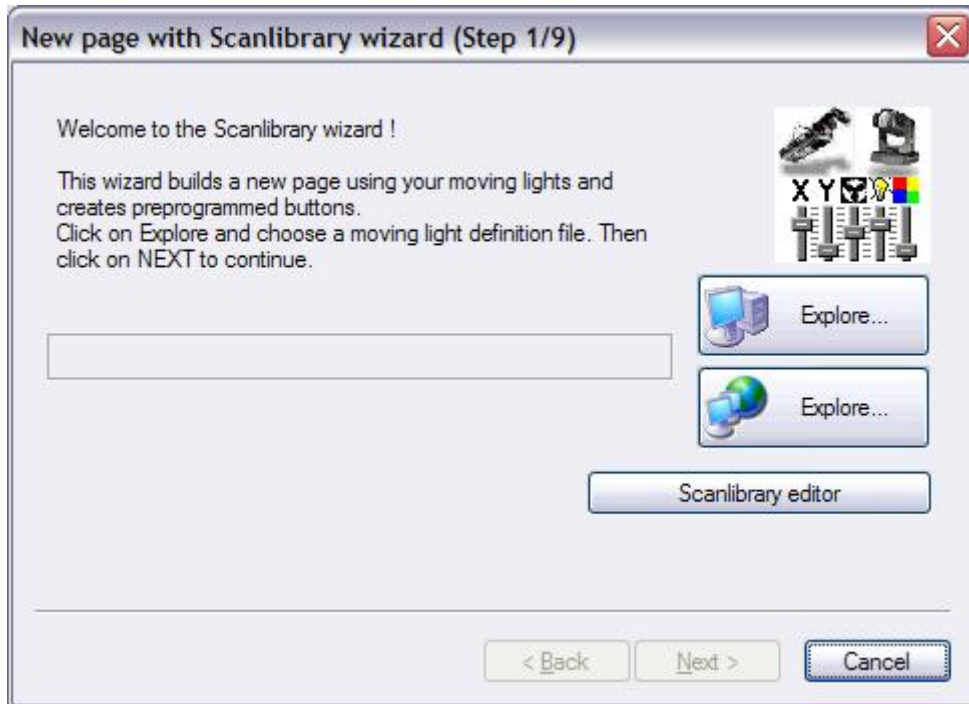 New page with Scanlibrary wizard (Step 1/9)
Welcome to the Scanlibrary wizard !
This wizard builds a new page using your moving lights and
creates preprogrammed buttons.
Click on Explore and choose a moving light definition file. Then
click on NEXT to continue.
X Y
Explore...
Explore...
Scanlibrary editor
< Back
Next >
Cancel